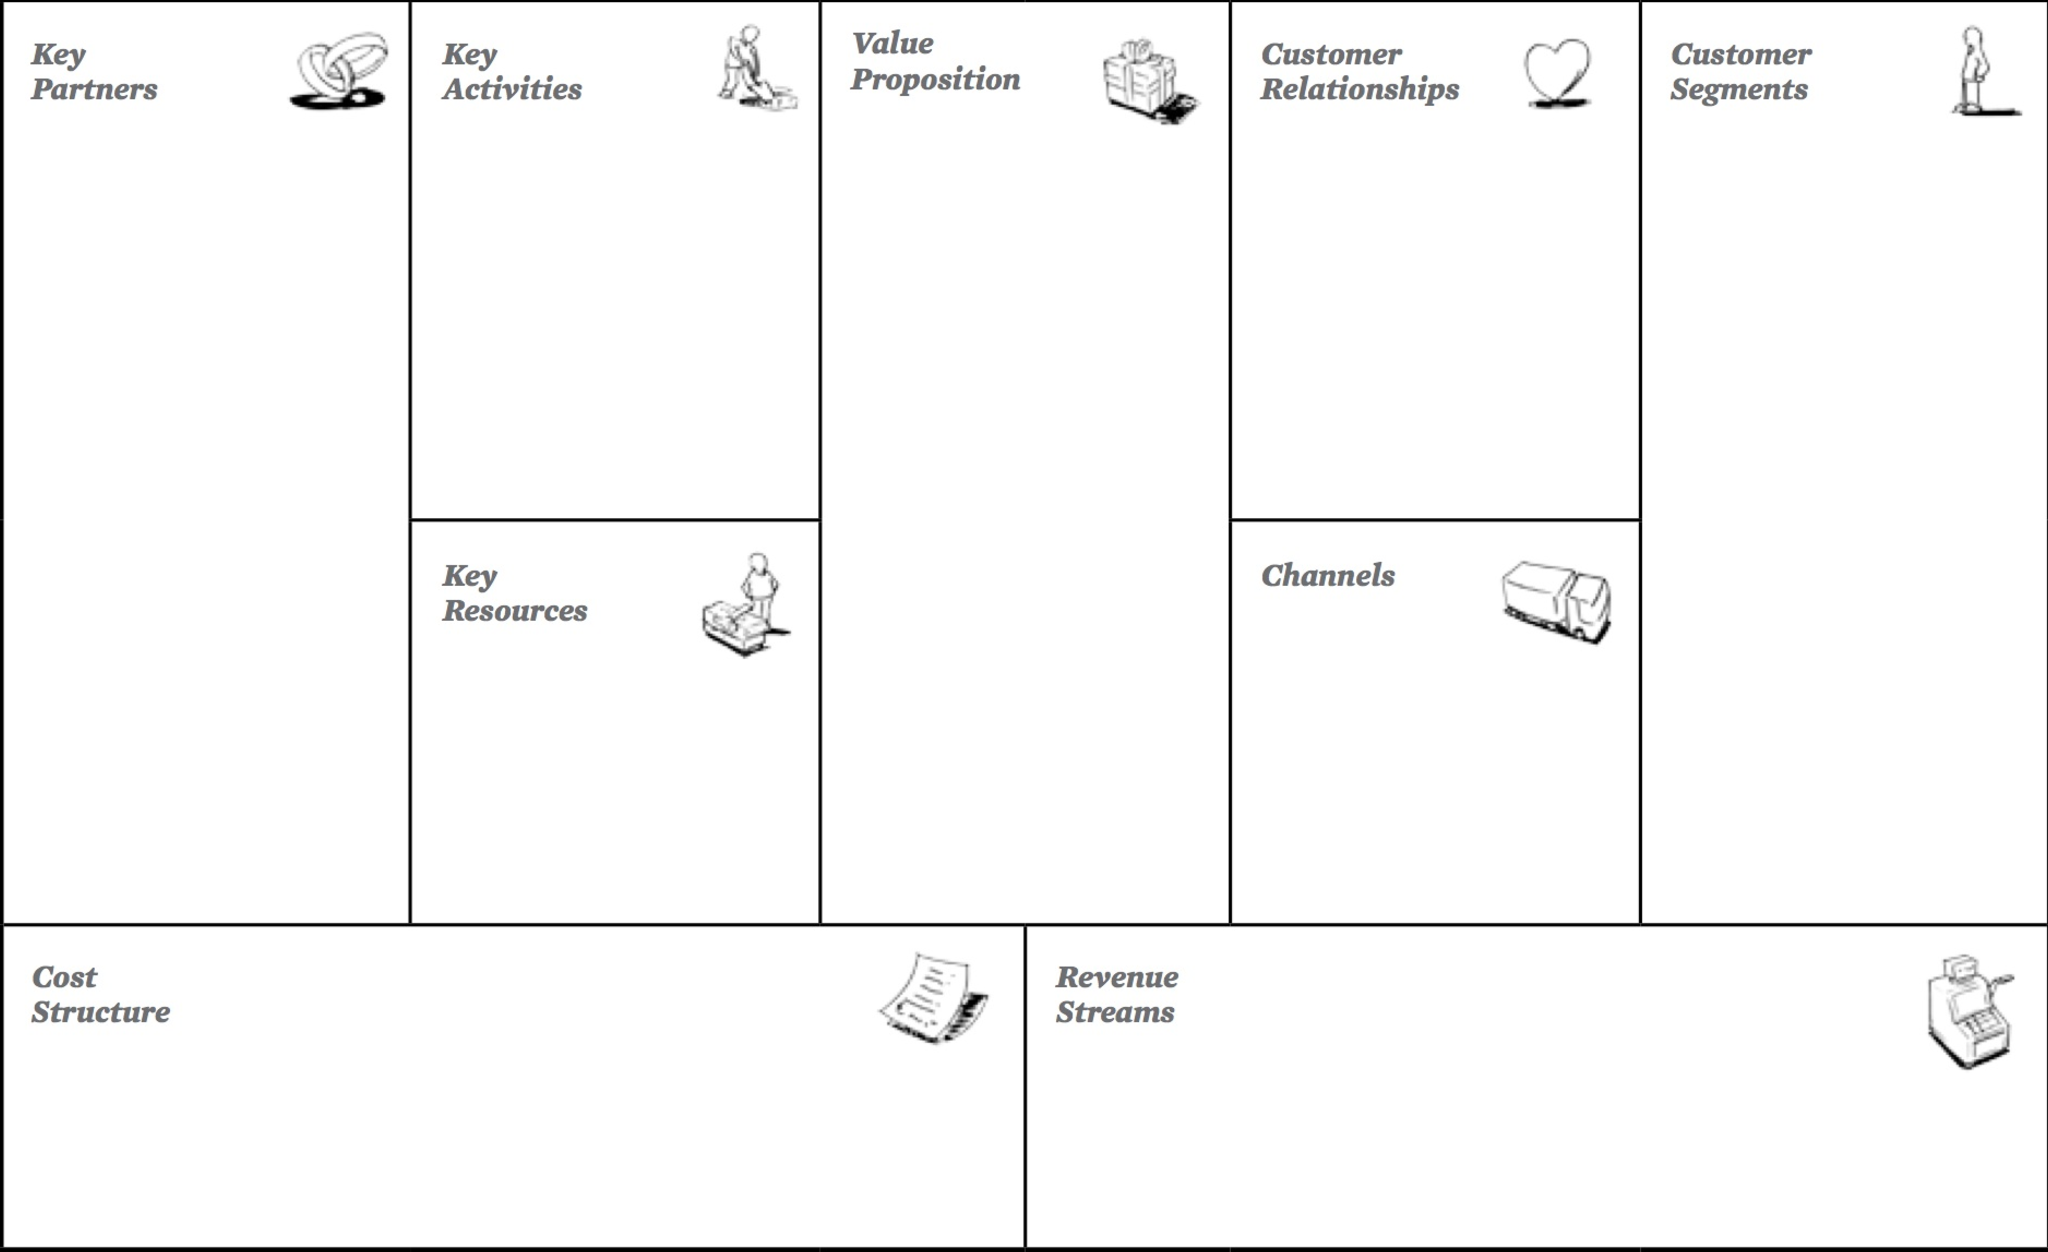 Key
Partners
Key
Activities
Value
Proposition
Customer
Relationships
Customer
Segments
Key
Resources
Channels
Cost
Structure
Revenue
Streams